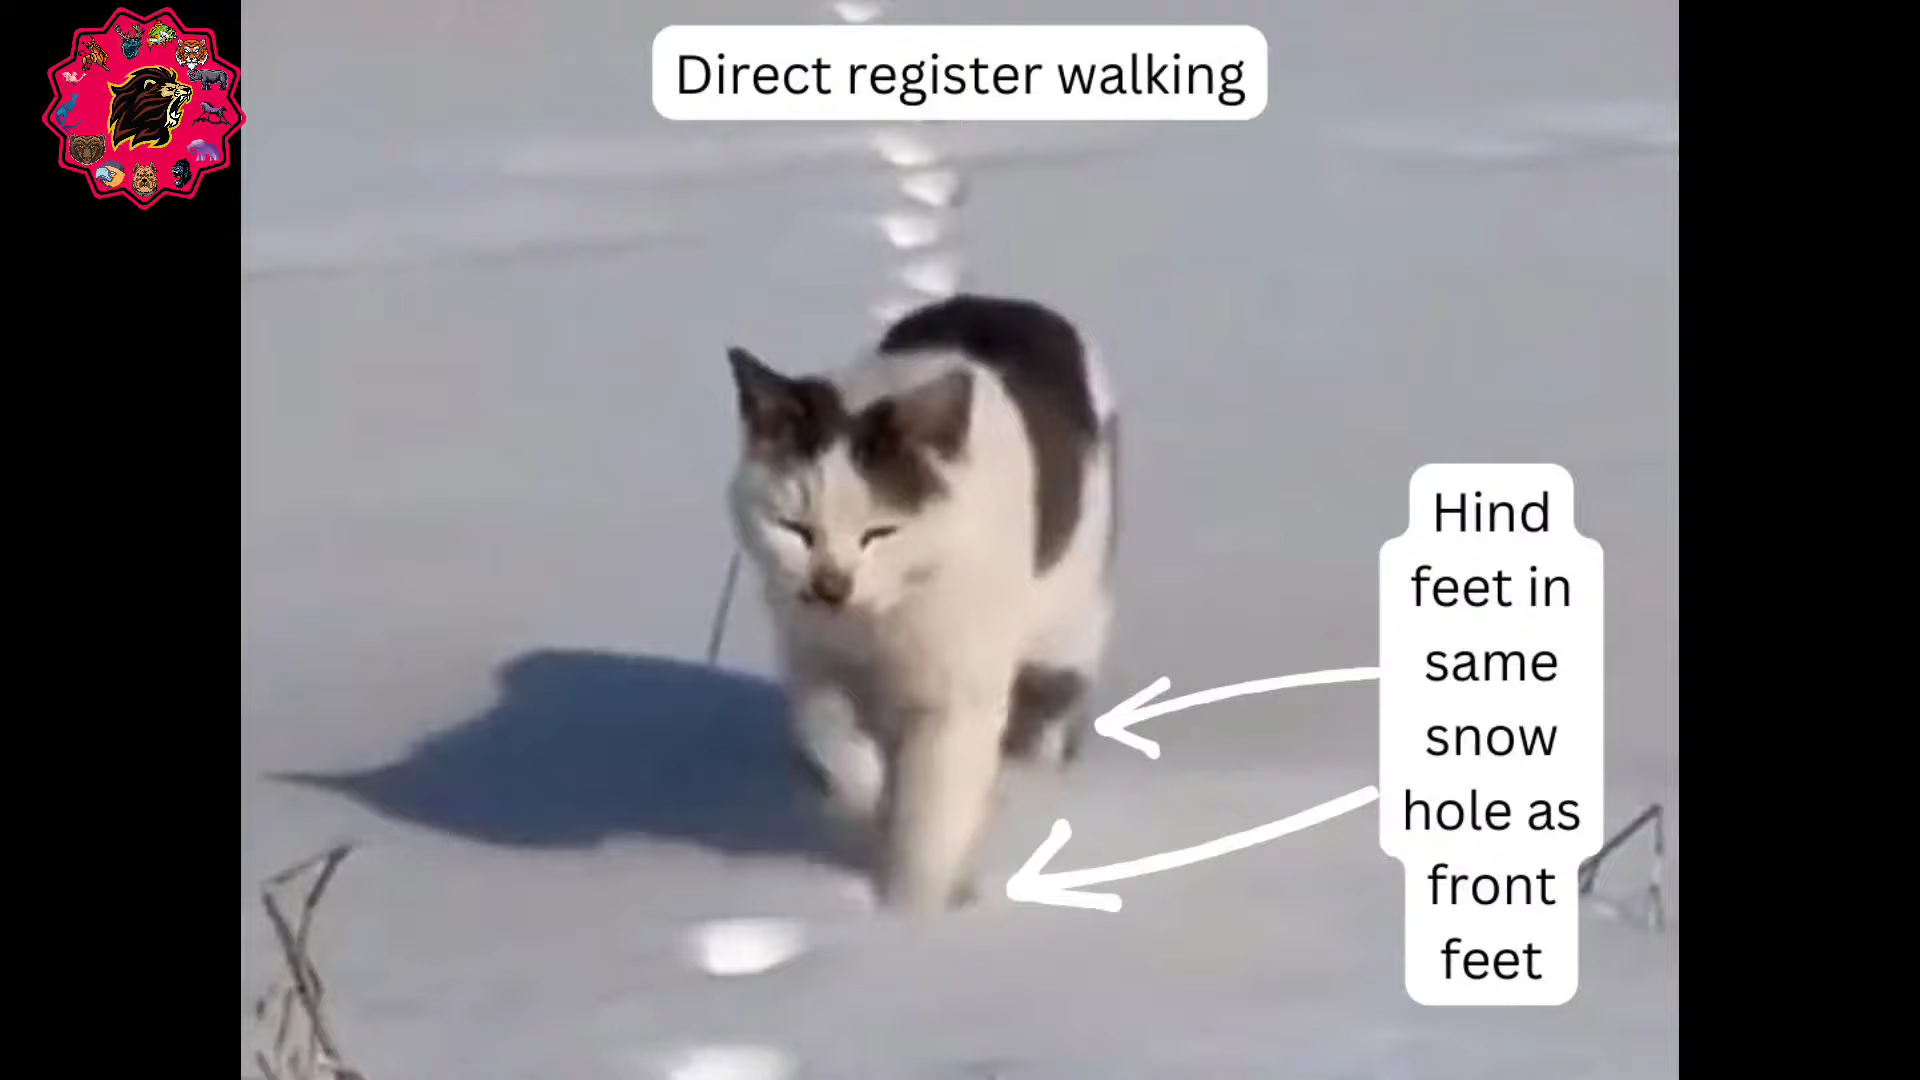 Direct register walking
Hind
feet in
same
snow
hole as
front
feet